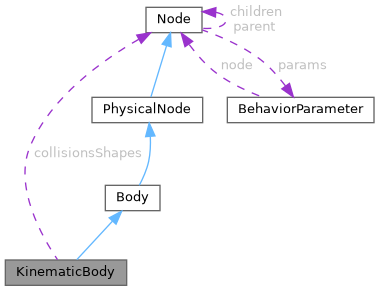 Node
children
parent
node
params
PhysicalNode
BehaviorParameter
collisionsShapes
Body
KinematicBody